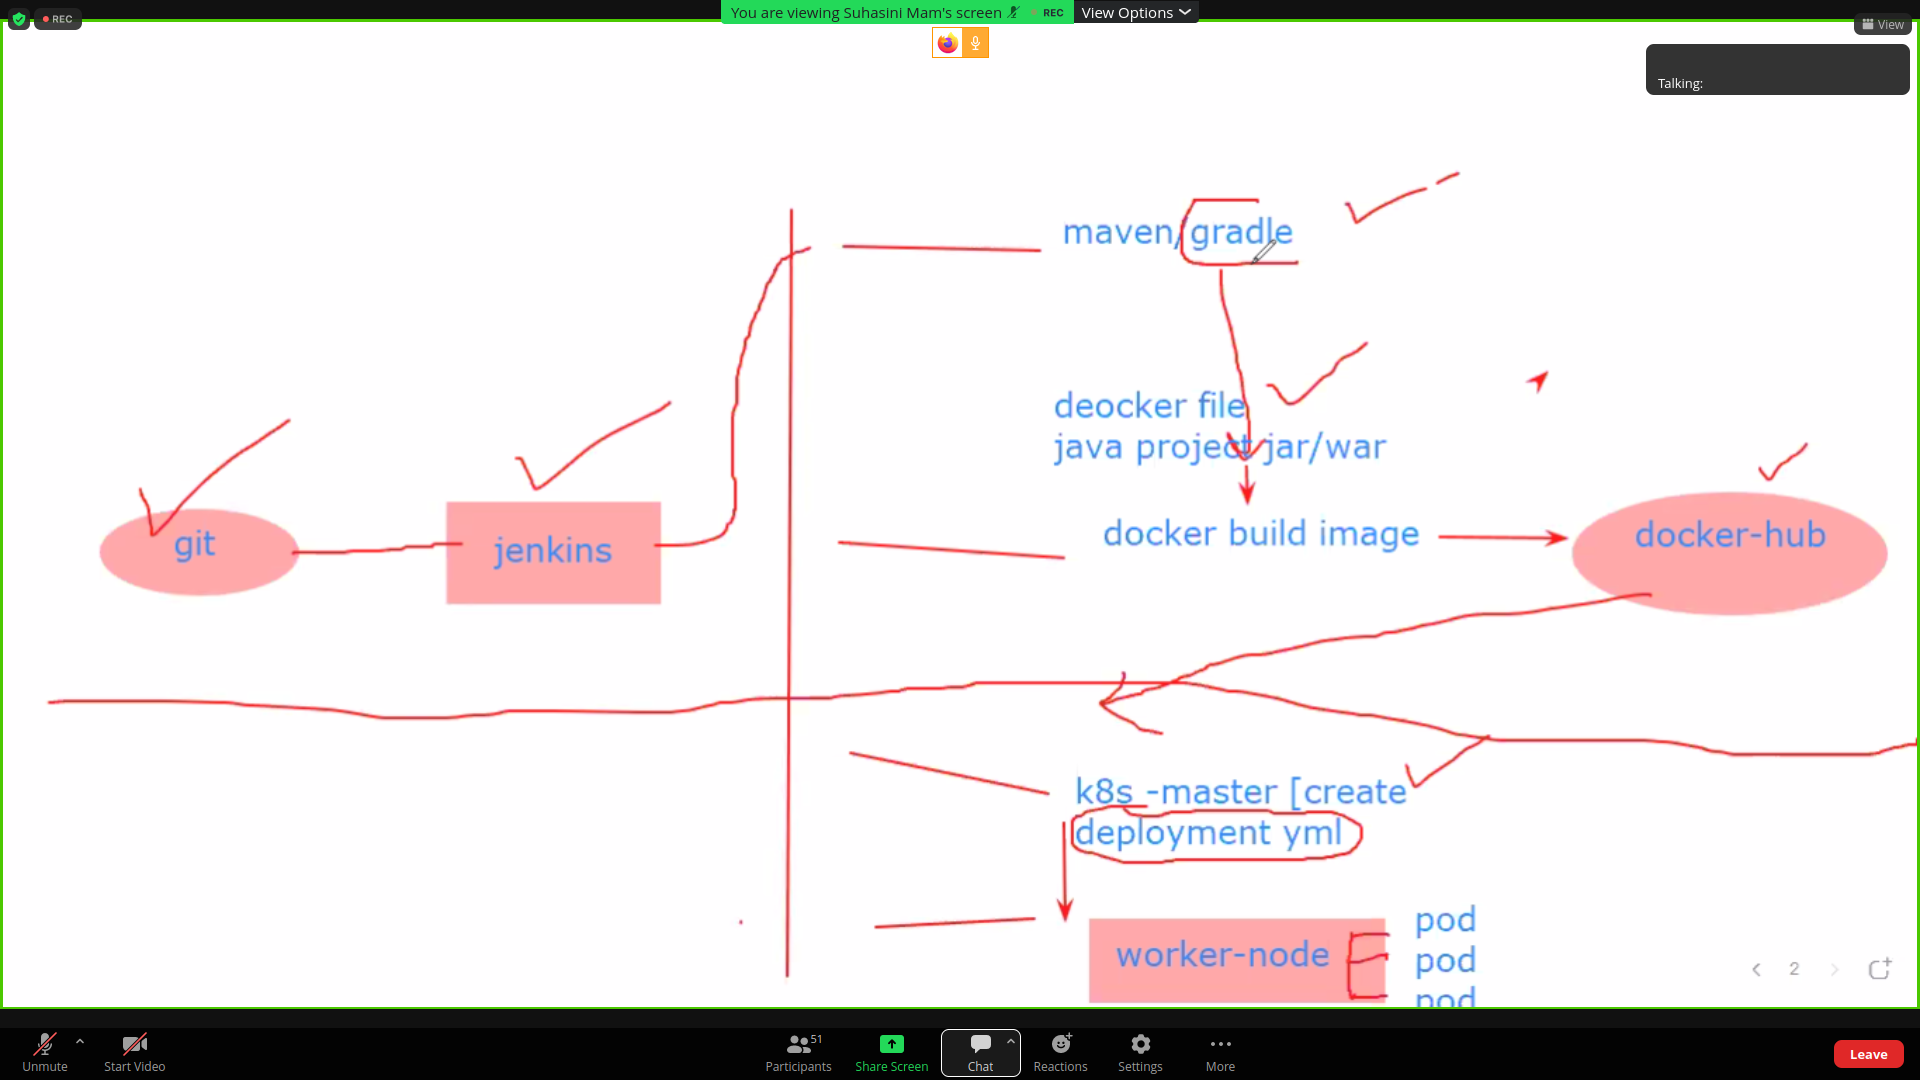 REC
You are viewing Suhasini Mam's screen
REC
View Options
View
Talking:
maven/gradle
deocker file
java project jar/war
git
jenkins
docker build image
docker-hub
k8s -master [create
deployment yml
worker-node
pod
pod
pod
2
Unmute
Start Video
Participants
51
Share Screen
Chat
Reactions
Settings
More
Leave